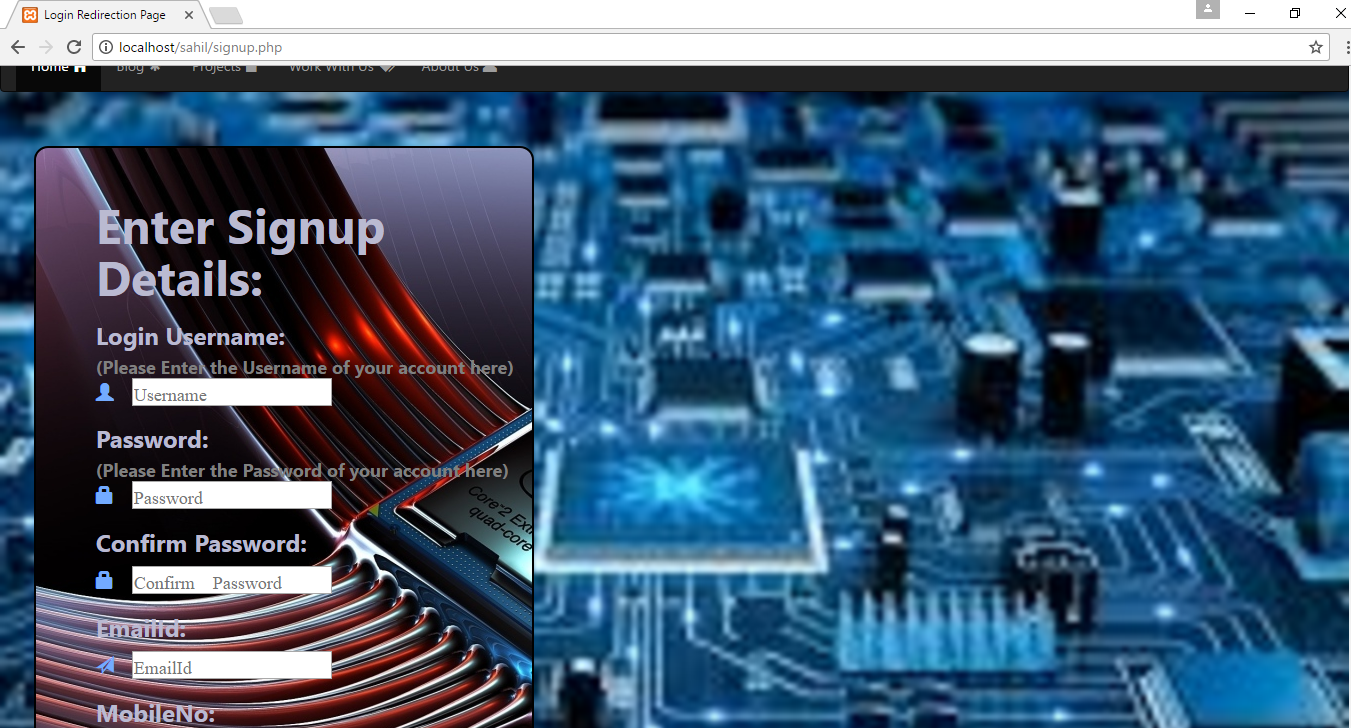 Login Redirection Page
localhost/sahil/signup.php
Home Blog Projects Work With Us About Us
Enter Signup
Details:
Login Username:
(Please Enter the Username of your account here)
Username
Password:
(Please Enter the Password of your account here)
Password
Core™2 Ext
quad-core
Confirm Password:
Confirm Password
EmailId:
EmailId
MobileNo: